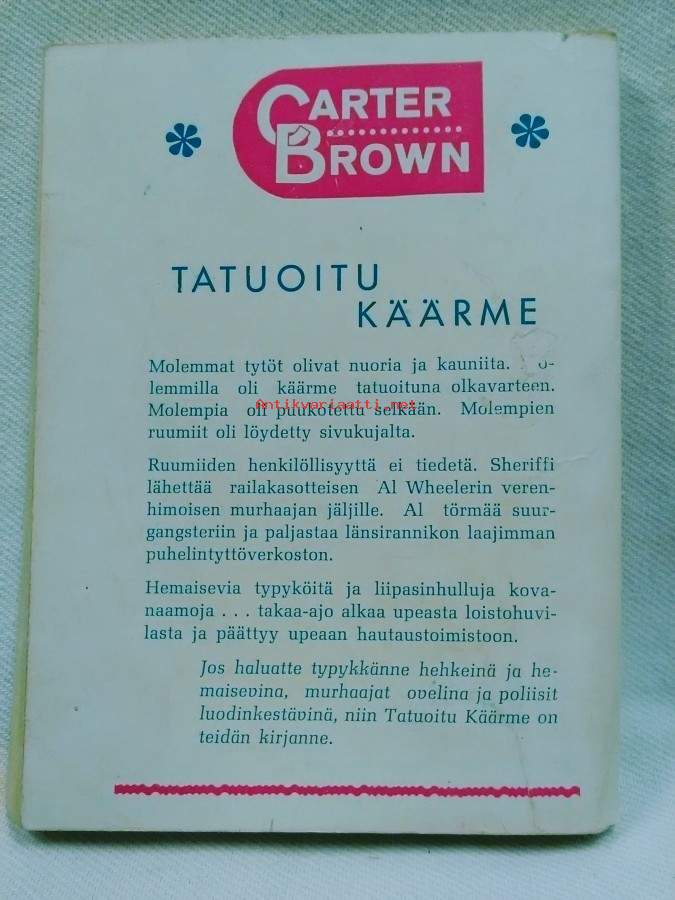 CARTER
BROWN
TATUOITU
KÄÄRME
Molemmat tytöt olivat nuoria ja kauniita. o-
lemmilla oli käärme tatuoituna olkavarteen.
Molempia oli puukotettu selkään. Molempien
Antikvariaatti.net
ruumiit oli löydetty sivukujalta.
Ruumiiden henkilöllisyyttä ei tiedetä. Sheriffi
lähettää railakasotteisen Al Wheelerin veren-
himoisen murhaajan jäljille. Al törmää suur-
gangsteriin ja paljastaa länsirannikon laajimman
puhelintyttöverkoston.
Hemaisevia typyköitä ja liipasinhulluja kova-
naamoja . . . takaa-ajo alkaa upeasta loistohuvi-
lasta ja päättyy upeaan hautaustoimistoon.
Jos haluatte typykkänne hehkeinä ja he-
maisevina, murhaajat ovelina ja poliisit
luodinkestävinä, niin Tatuoitu Käärme on
teidän kirjanne.